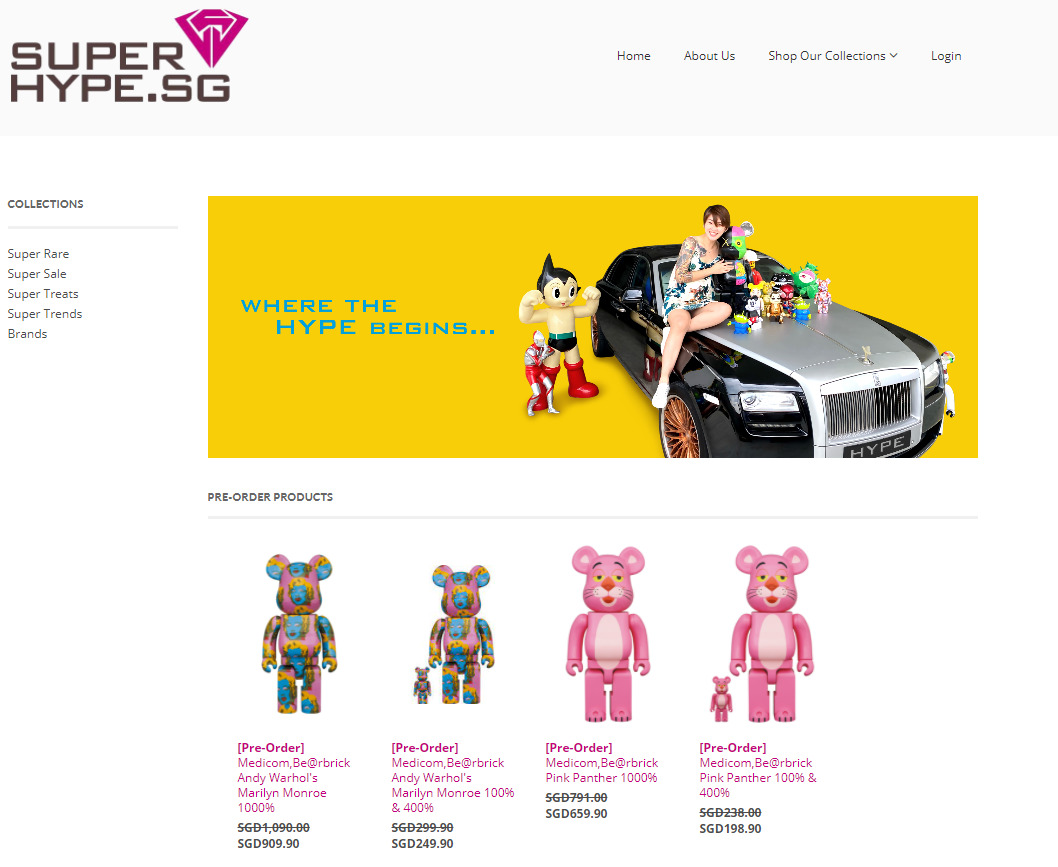 SUPER
HYPE.SG
Home About Us Shop Our Collections Login
COLLECTIONS
Super Rare
Super Sale
Super Treats
Super Trends
Brands
WHERE THE
HYPE BEGINS...
HYPE
PRE-ORDER PRODUCTS
[Pre-Order]
Medicom,Be@rbrick
Andy Warhol's
Marilyn Monroe
1000%
SGD1,090.00
SGD909.90
[Pre-Order]
Medicom,Be@rbrick
Andy Warhol's
Marilyn Monroe 100%
& 400%
SGD299.90
SGD249.90
[Pre-Order]
Medicom,Be@rbrick
Pink Panther 1000%
SGD791.00
SGD659.90
[Pre-Order]
Medicom,Be@rbrick
Pink Panther 100% &
400%
SGD238.00
SGD198.90